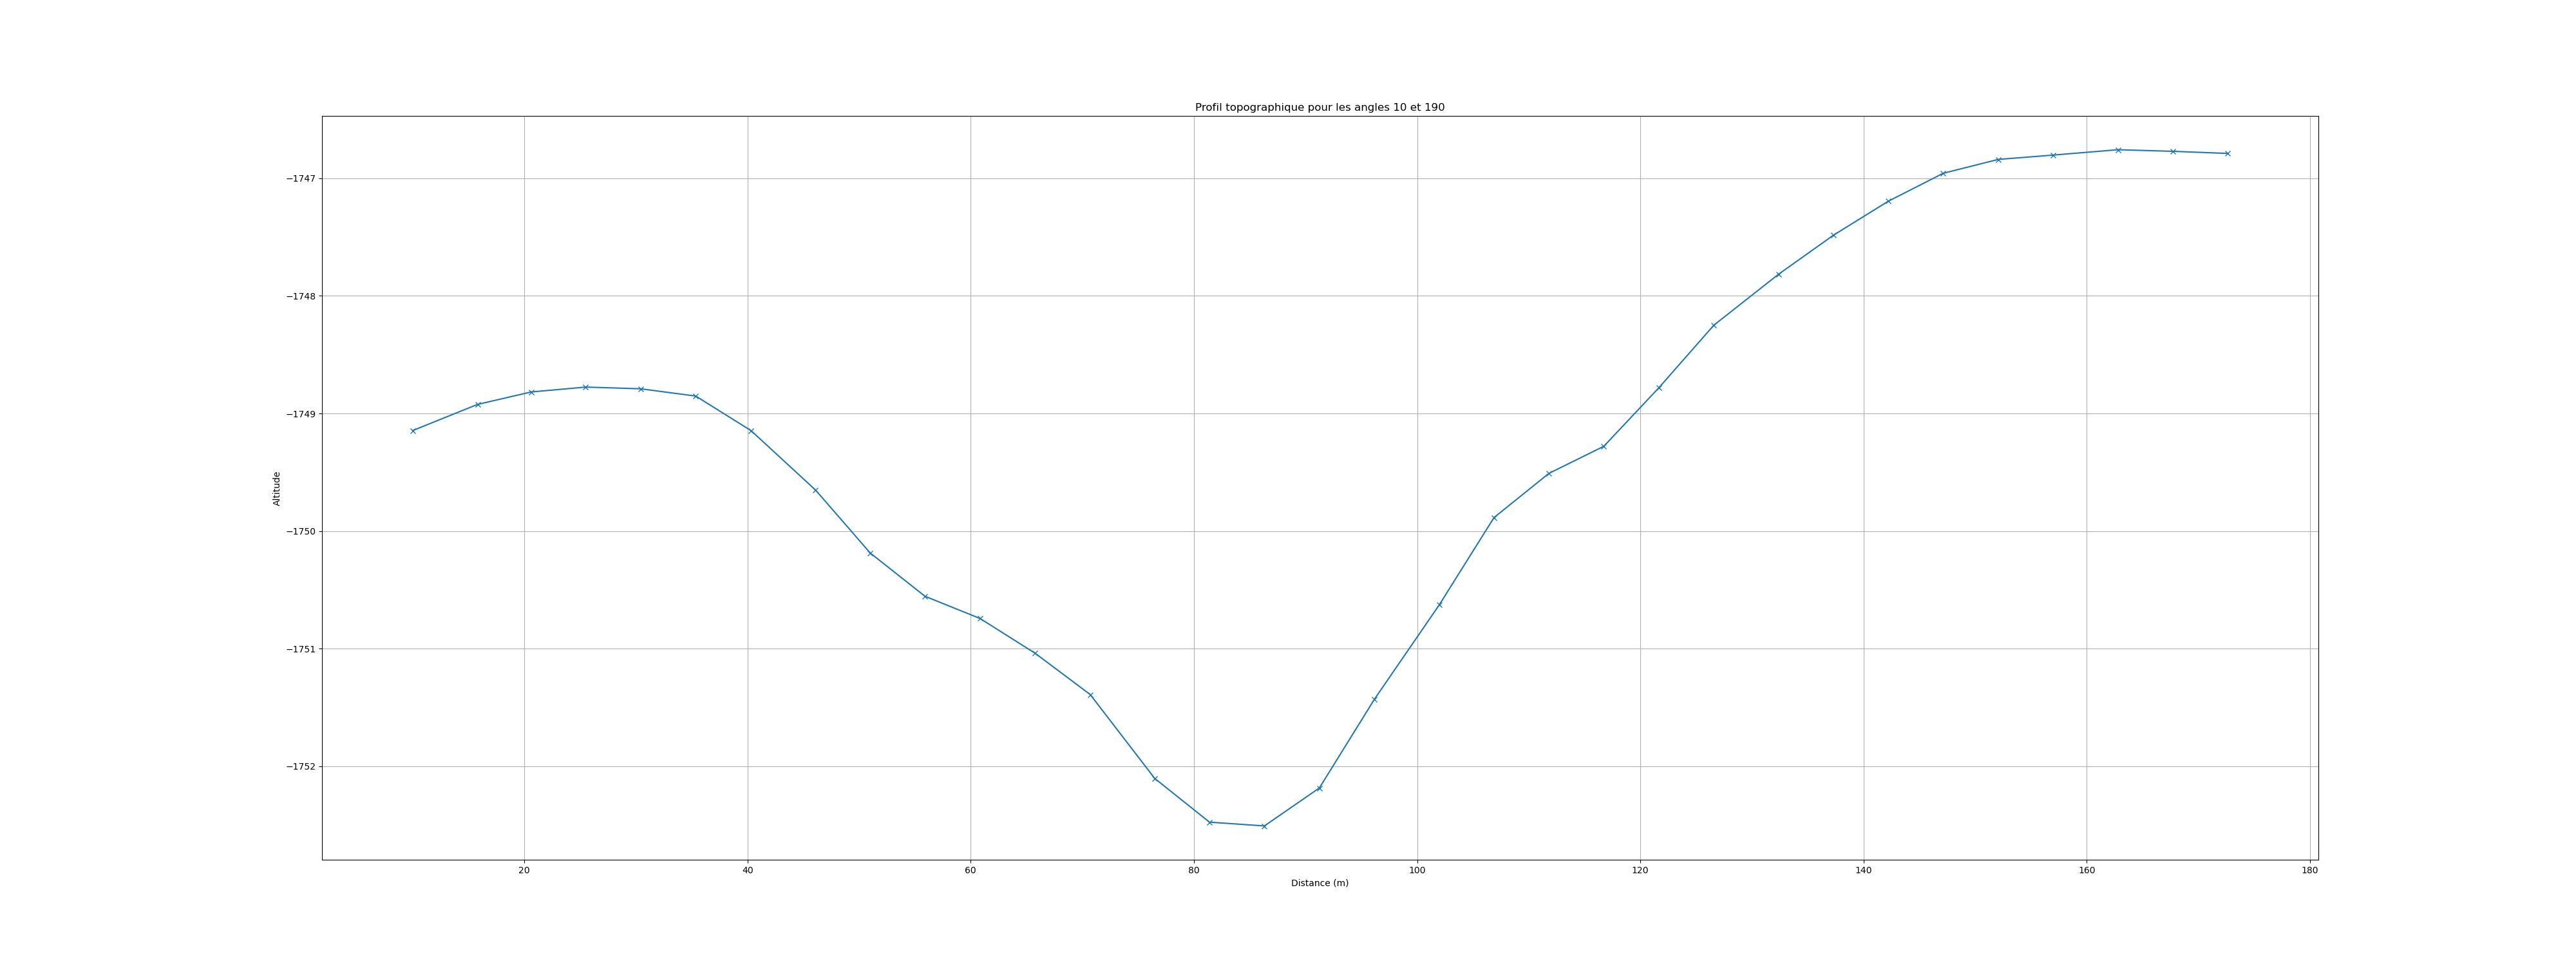 Profil topographique pour les angles 10 et 190
−1747
−1748
−1749
−1750
−1751
−1752
Altitude
20 40 60 80 100 120 140 160 180
Distance (m)